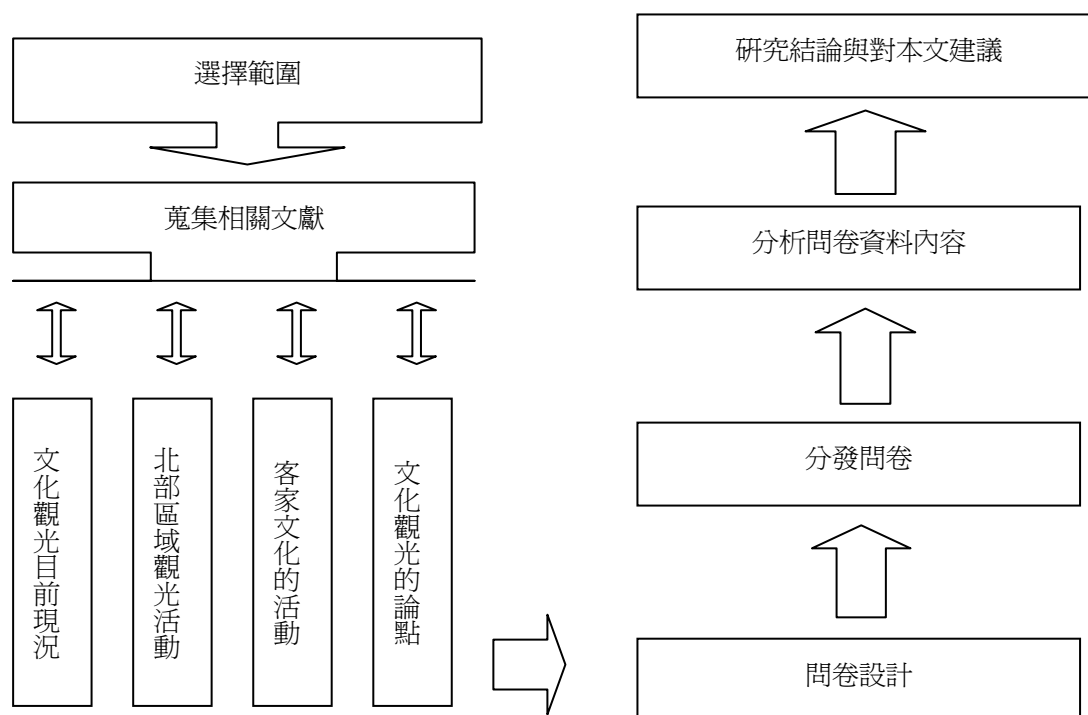 選擇範圍
蒐集相關文獻
文化觀光目前現況
北部區域觀光活動
客家文化的活動
文化觀光的論點
問卷設計
分發問卷
分析問卷資料內容
研究結論與對本文建議